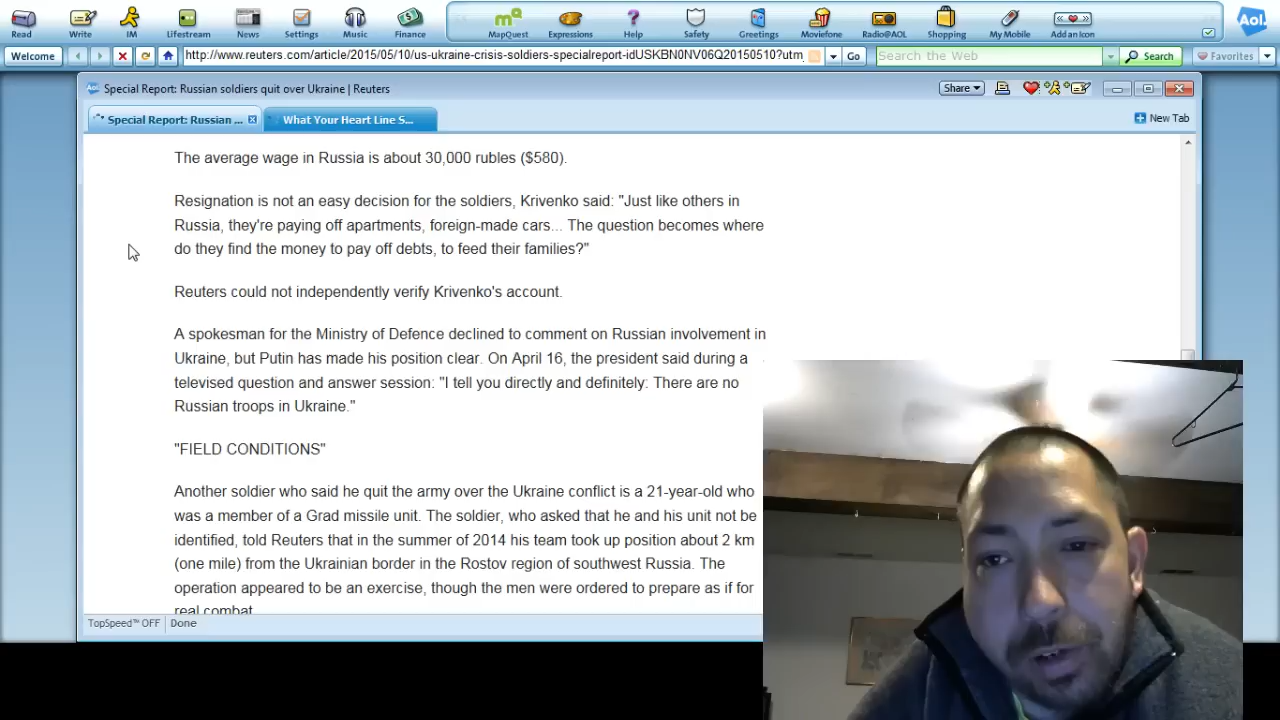 Read
Write
IM
Lifestream
News
Settings
Music
Finance
mQ
MapQuest
Expressions
Help
Safety
Greetings
Moviefone
Radio@AOL
Shopping
My Mobile
Add an Icon
Aol.
Welcome
http://www.reuters.com/article/2015/05/10/us-ukraine-crisis-soldiers-specialreport-idUSKBN0NV06Q20150510?utm_
Go
Search the Web
Search
Favorites
Aol. Special Report: Russian soldiers quit over Ukraine | Reuters
Share
Special Report: Russian ...
What Your Heart Line S...
New Tab
The average wage in Russia is about 30,000 rubles ($580).
Resignation is not an easy decision for the soldiers, Krivenko said: "Just like others in
Russia, they're paying off apartments, foreign-made cars... The question becomes where
do they find the money to pay off debts, to feed their families?"
Reuters could not independently verify Krivenko's account.
A spokesman for the Ministry of Defence declined to comment on Russian involvement in
Ukraine, but Putin has made his position clear. On April 16, the president said during a
televised question and answer session: "I tell you directly and definitely: There are no
Russian troops in Ukraine."
"FIELD CONDITIONS"
Another soldier who said he quit the army over the Ukraine conflict is a 21-year-old who
was a member of a Grad missile unit. The soldier, who asked that he and his unit not be
identified, told Reuters that in the summer of 2014 his team took up position about 2 km
(one mile) from the Ukrainian border in the Rostov region of southwest Russia. The
operation appeared to be an exercise, though the men were ordered to prepare as if for
real combat.
TopSpeed™ OFF
Done